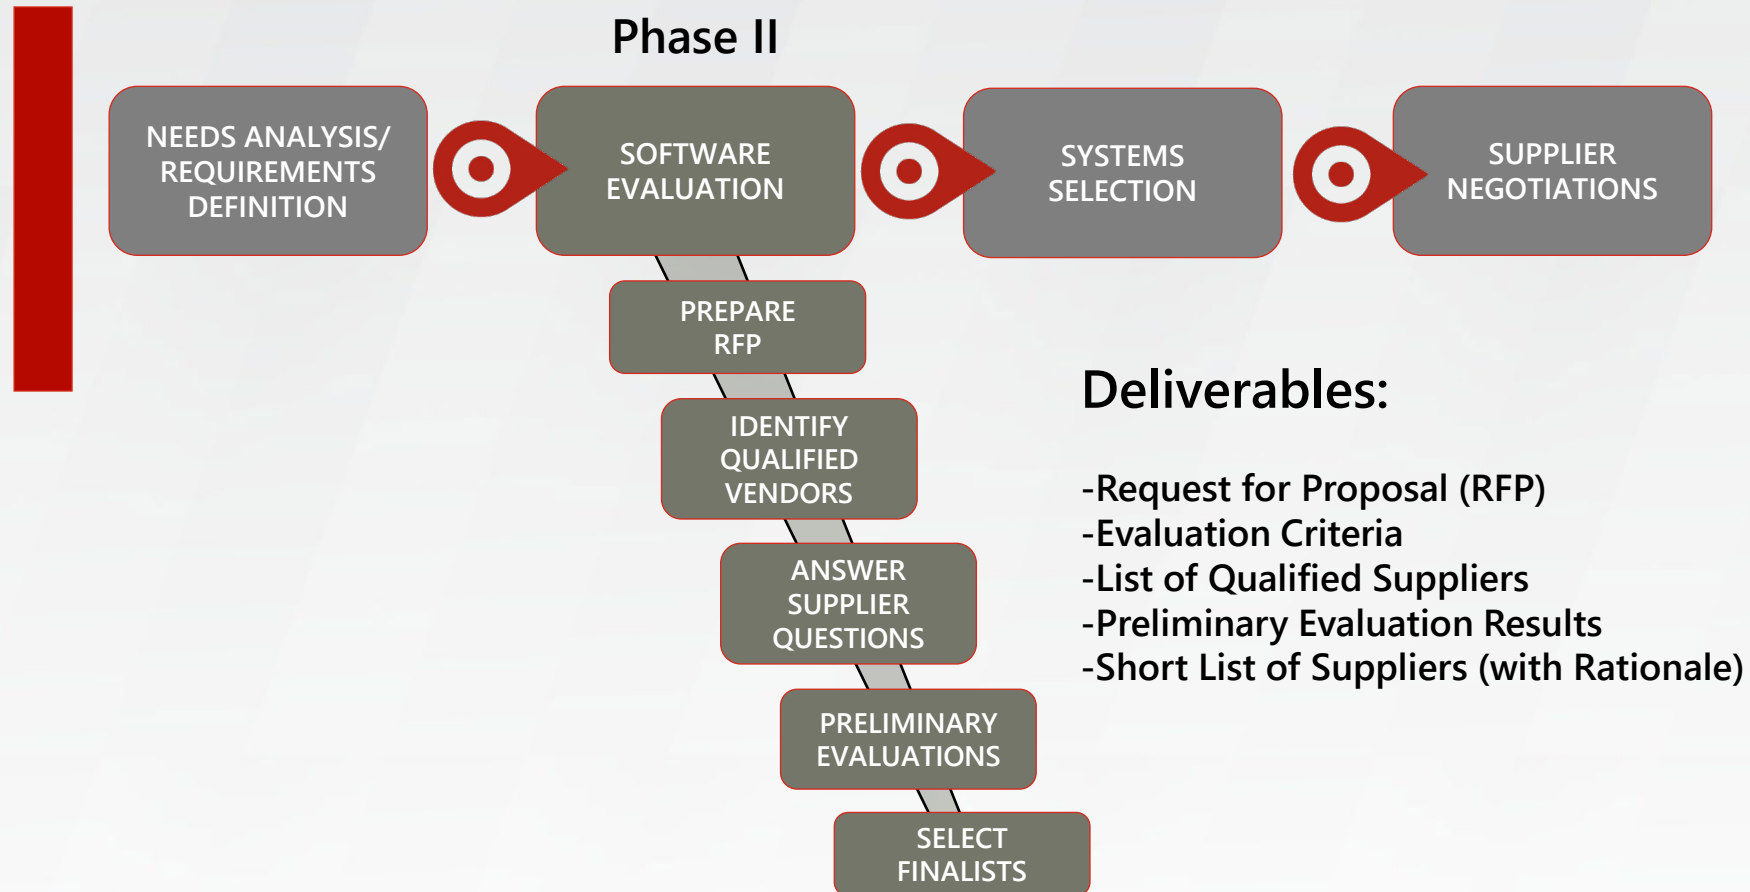 Phase II
NEEDS ANALYSIS/
REQUIREMENTS
DEFINITION
SOFTWARE
EVALUATION
SYSTEMS
SELECTION
SUPPLIER
NEGOTIATIONS
PREPARE
RFP
IDENTIFY
QUALIFIED
VENDORS
ANSWER
SUPPLIER
QUESTIONS
PRELIMINARY
EVALUATIONS
SELECT
FINALISTS
Deliverables:
-Request for Proposal (RFP)
-Evaluation Criteria
-List of Qualified Suppliers
-Preliminary Evaluation Results
-Short List of Suppliers (with Rationale)